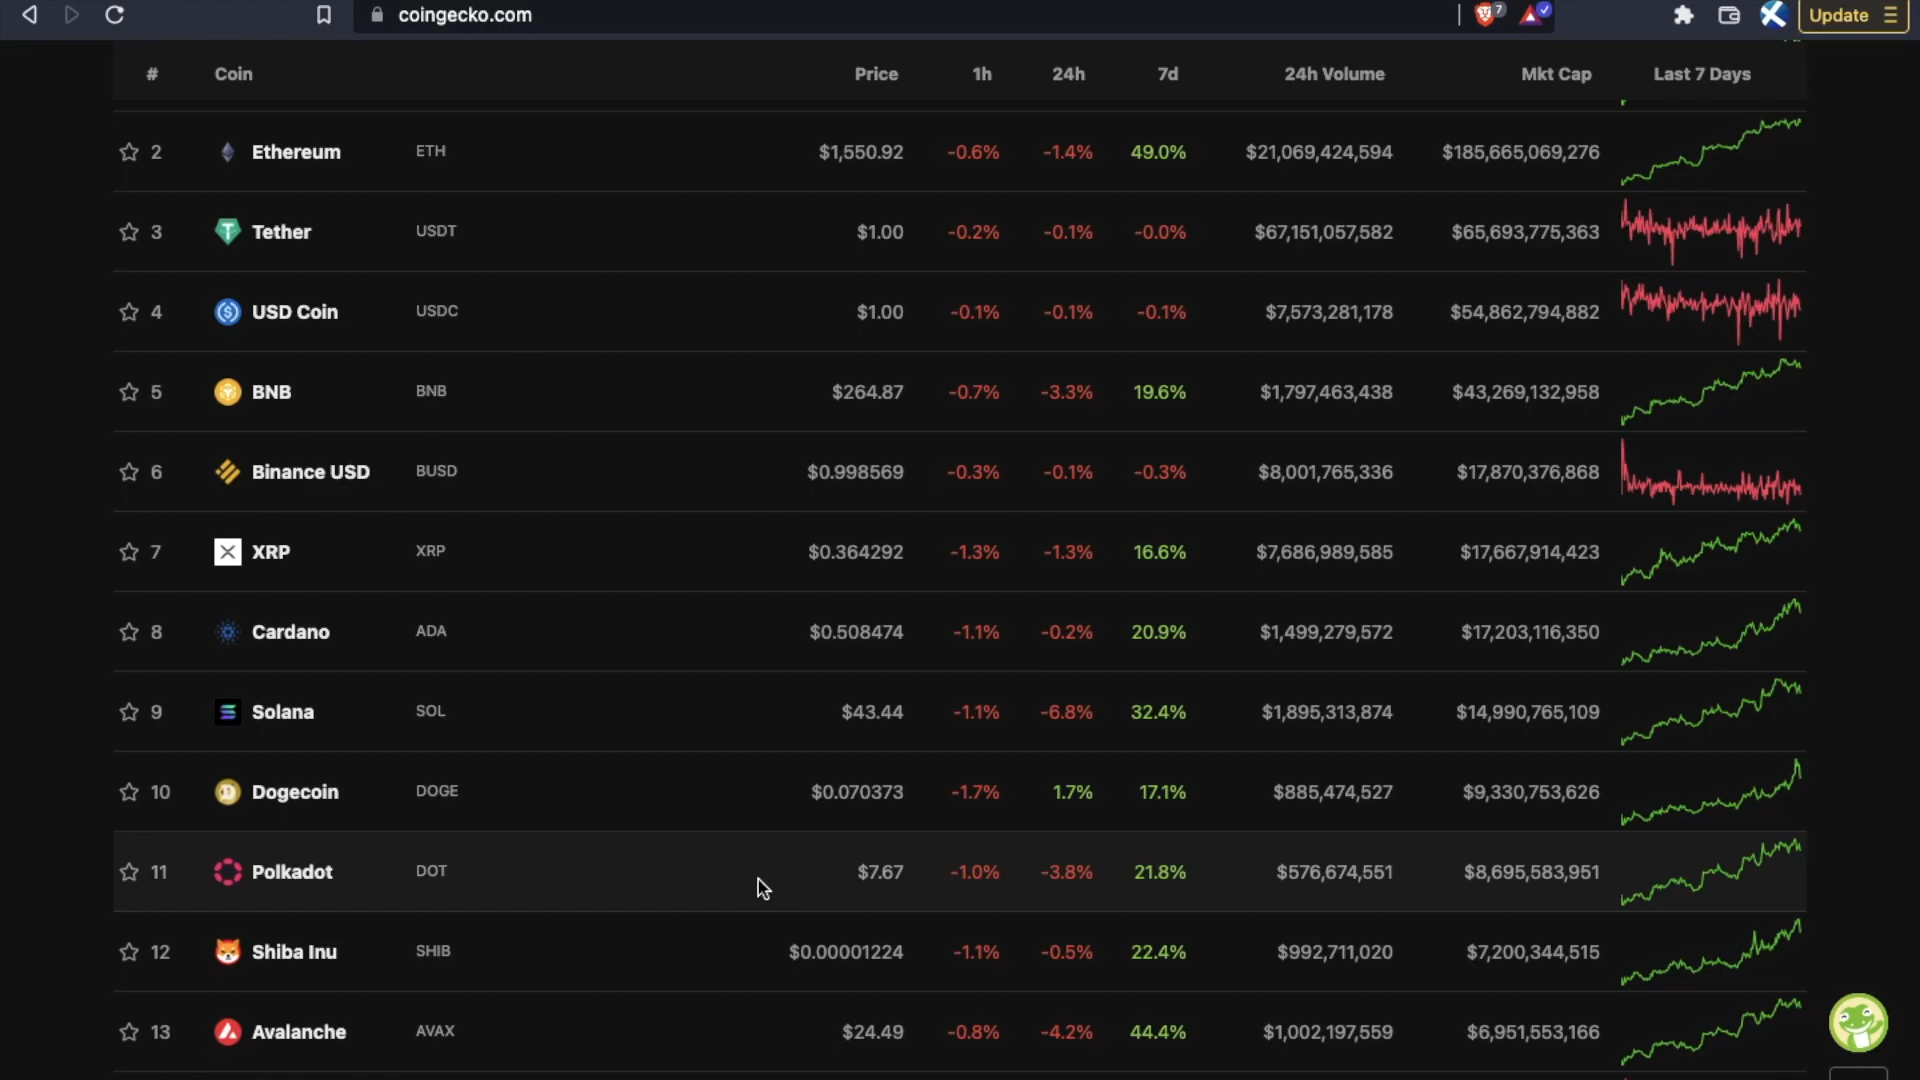 coingecko.com 7 Update
# Coin Price 1h 24h 7d 24h Volume Mkt Cap Last 7 Days
2 Ethereum ETH $1,550.92 -0.6% -1.4% 49.0% $21,069,424,594 $185,665,069,276
3 Tether USDT $1.00 -0.2% -0.1% -0.0% $67,151,057,582 $65,693,775,363
4 USD Coin USDC $1.00 -0.1% -0.1% -0.1% $7,573,281,178 $54,862,794,882
5 BNB BNB $264.87 -0.7% -3.3% 19.6% $1,797,463,438 $43,269,132,958
6 Binance USD BUSD $0.998569 -0.3% -0.1% -0.3% $8,001,765,336 $17,870,376,868
7 XRP XRP $0.364292 -1.3% -1.3% 16.6% $7,686,989,585 $17,667,914,423
8 Cardano ADA $0.508474 -1.1% -0.2% 20.9% $1,499,279,572 $17,203,116,350
9 Solana SOL $43.44 -1.1% -6.8% 32.4% $1,895,313,874 $14,990,765,109
10 Dogecoin DOGE $0.070373 -1.7% 1.7% 17.1% $885,474,527 $9,330,753,626
11 Polkadot DOT $7.67 -1.0% -3.8% 21.8% $576,674,551 $8,695,583,951
12 Shiba Inu SHIB $0.00001224 -1.1% -0.5% 22.4% $992,711,020 $7,200,344,515
13 Avalanche AVAX $24.49 -0.8% -4.2% 44.4% $1,002,197,559 $6,951,553,166